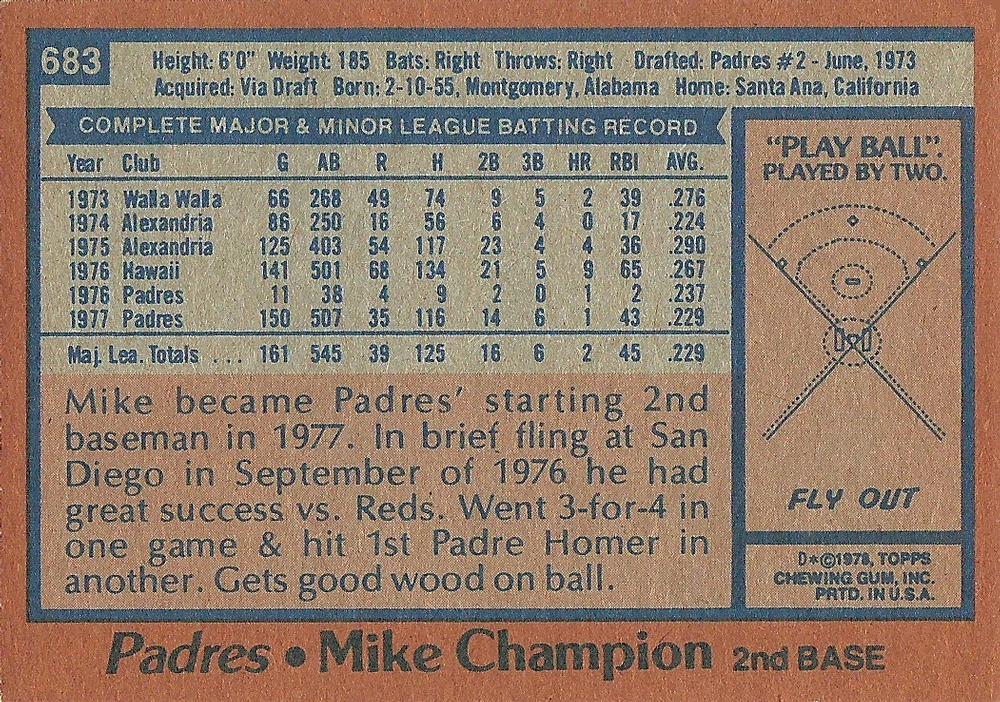 683
Height: 6'0" Weight: 185 Bats: Right Throws: Right Drafted: Padres #2 - June, 1973
Acquired: Via Draft Born: 2-10-55, Montgomery, Alabama Home: Santa Ana, California
COMPLETE MAJOR & MINOR LEAGUE BATTING RECORD
Year Club G AB R H 2B 3B HR RBI AVG.
1973 Walla Walla 66 268 49 74 9 5 2 39 .276
1974 Alexandria 86 250 16 56 6 4 0 17 .224
1975 Alexandria 125 403 54 117 23 4 4 36 .290
1976 Hawaii 141 501 68 134 21 5 9 65 .267
1976 Padres 11 38 4 9 2 0 1 2 .237
1977 Padres 150 507 35 116 14 6 1 43 .229
Maj. Lea. Totals ... 161 545 39 125 16 6 2 45 .229
Mike became Padres' starting 2nd
baseman in 1977. In brief fling at San
Diego in September of 1976 he had
great success vs. Reds. Went 3-for-4 in
one game & hit 1st Padre Homer in
another. Gets good wood on ball.
"PLAY BALL".
PLAYED BY TWO.
FLY OUT
D*©1978, TOPPS
CHEWING GUM, INC.
PRTD. IN U.S.A.
Padres • Mike Champion 2nd BASE